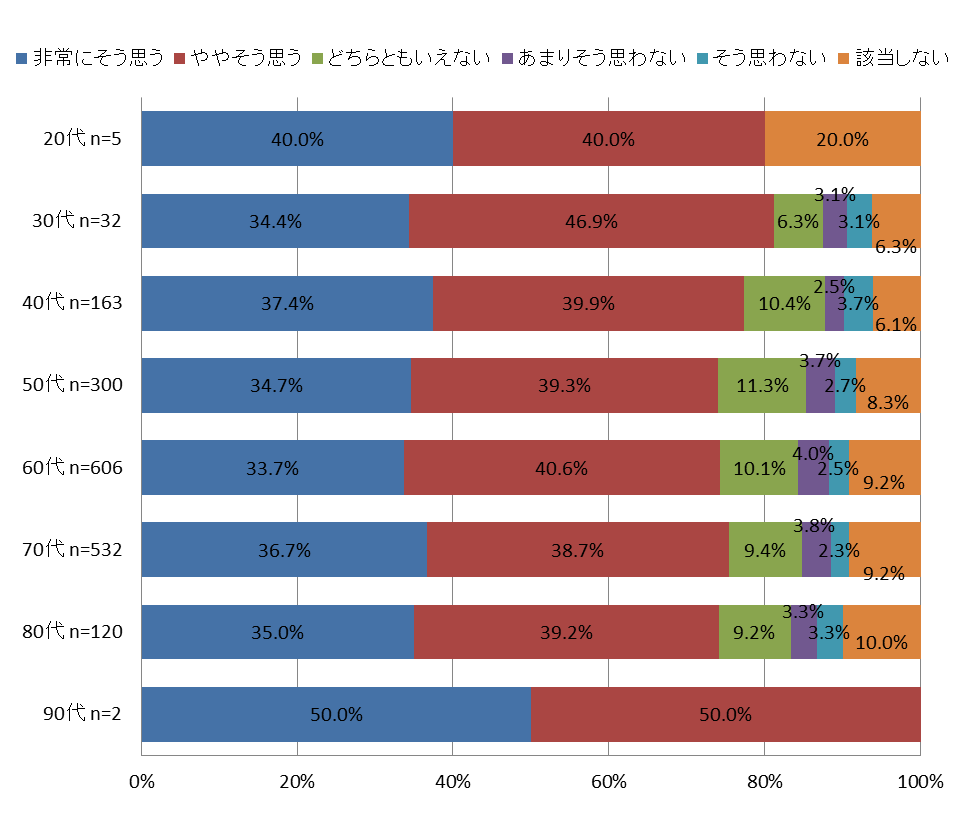 非常にそう思う ややそう思う どちらともいえない あまりそう思わない そう思わない 該当しない
20代 n=5 40.0% 40.0% 20.0%
30代 n=32 34.4% 46.9% 6.3% 3.1% 3.1% 6.3%
40代 n=163 37.4% 39.9% 10.4% 2.5% 3.7% 6.1%
50代 n=300 34.7% 39.3% 11.3% 3.7% 2.7% 8.3%
60代 n=606 33.7% 40.6% 10.1% 4.0% 2.5% 9.2%
70代 n=532 36.7% 38.7% 9.4% 3.8% 2.3% 9.2%
80代 n=120 35.0% 39.2% 9.2% 3.3% 3.3% 10.0%
90代 n=2 50.0% 50.0%
0% 20% 40% 60% 80% 100%